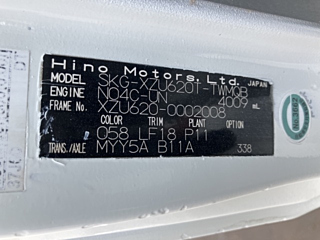 Hino Motors, Ltd. JAPAN
MODEL SKG-XZU620T-TWMQB
ENGINE N04C-UN 4009 mL
FRAME No. XZU620-0002008
COLOR TRIM PLANT OPTION
058 LF18 P11
TRANS./AXLE MYY5A B11A 338